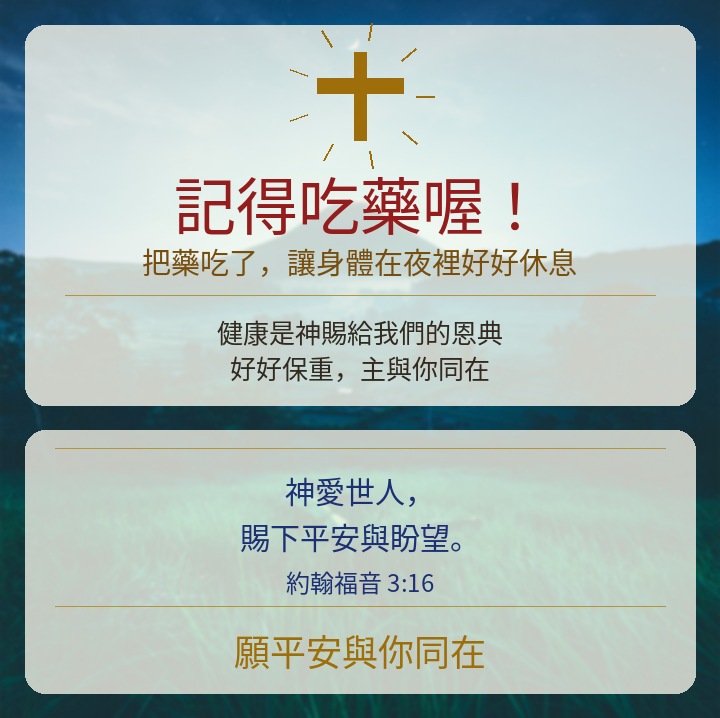 記得吃藥喔！
把藥吃了，讓身體在夜裡好好休息
健康是神賜給我們的恩典
好好保重，主與你同在
神愛世人，
賜下平安與盼望。
約翰福音 3:16
願平安與你同在